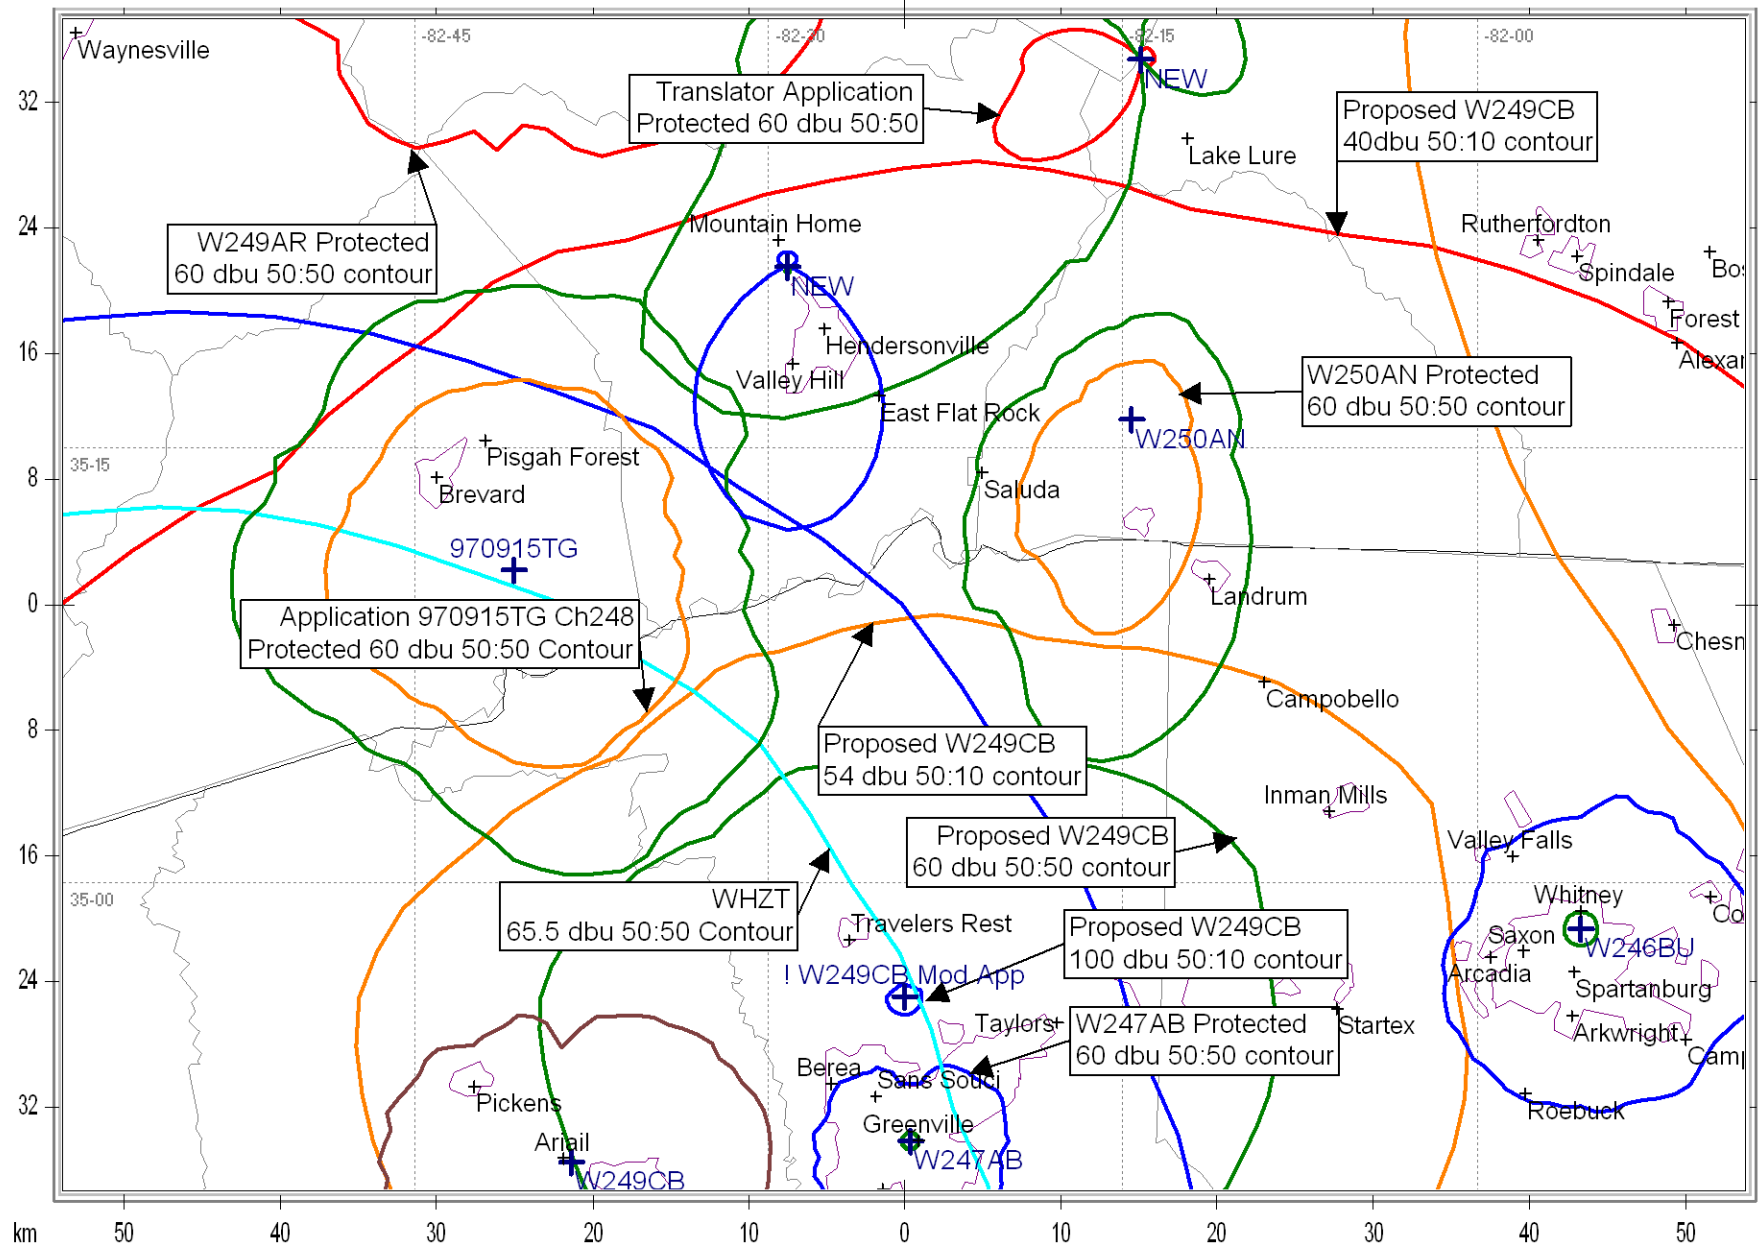 -82-45
-82-30
-82-15
-82-00
Waynesville
NEW
Translator Application
Protected 60 dbu 50:50
Proposed W249CB
40dbu 50:10 contour
32
Lake Lure
W249AR Protected
60 dbu 50:50 contour
24
Mountain Home
Rutherfordton
Spindale
Bos
NEW
Forest
16
Hendersonville
Valley Hill
Alexar
W250AN Protected
60 dbu 50:50 contour
East Flat Rock
W250AN
35-15
Pisgah Forest
8
Brevard
Saluda
970915TG
0
Landrum
Application 970915TG Ch248
Protected 60 dbu 50:50 Contour
Chesn
Campobello
8
Proposed W249CB
54 dbu 50:10 contour
Inman Mills
Proposed W249CB
60 dbu 50:50 contour
16
Valley Falls
35-00
WHZT
65.5 dbu 50:50 Contour
Whitney
Travelers Rest
Proposed W249CB
100 dbu 50:10 contour
Co
Saxon
W246BU
24
! W249CB Mod App
Arcadia
Spartanburg
Taylors
W247AB Protected
60 dbu 50:50 contour
Startex
Arkwright
Camp
Berea
Sans Souci
32
Pickens
Greenville
Roebuck
Ariail
W247AB
W249CB
km
50
40
30
20
10
0
10
20
30
40
50